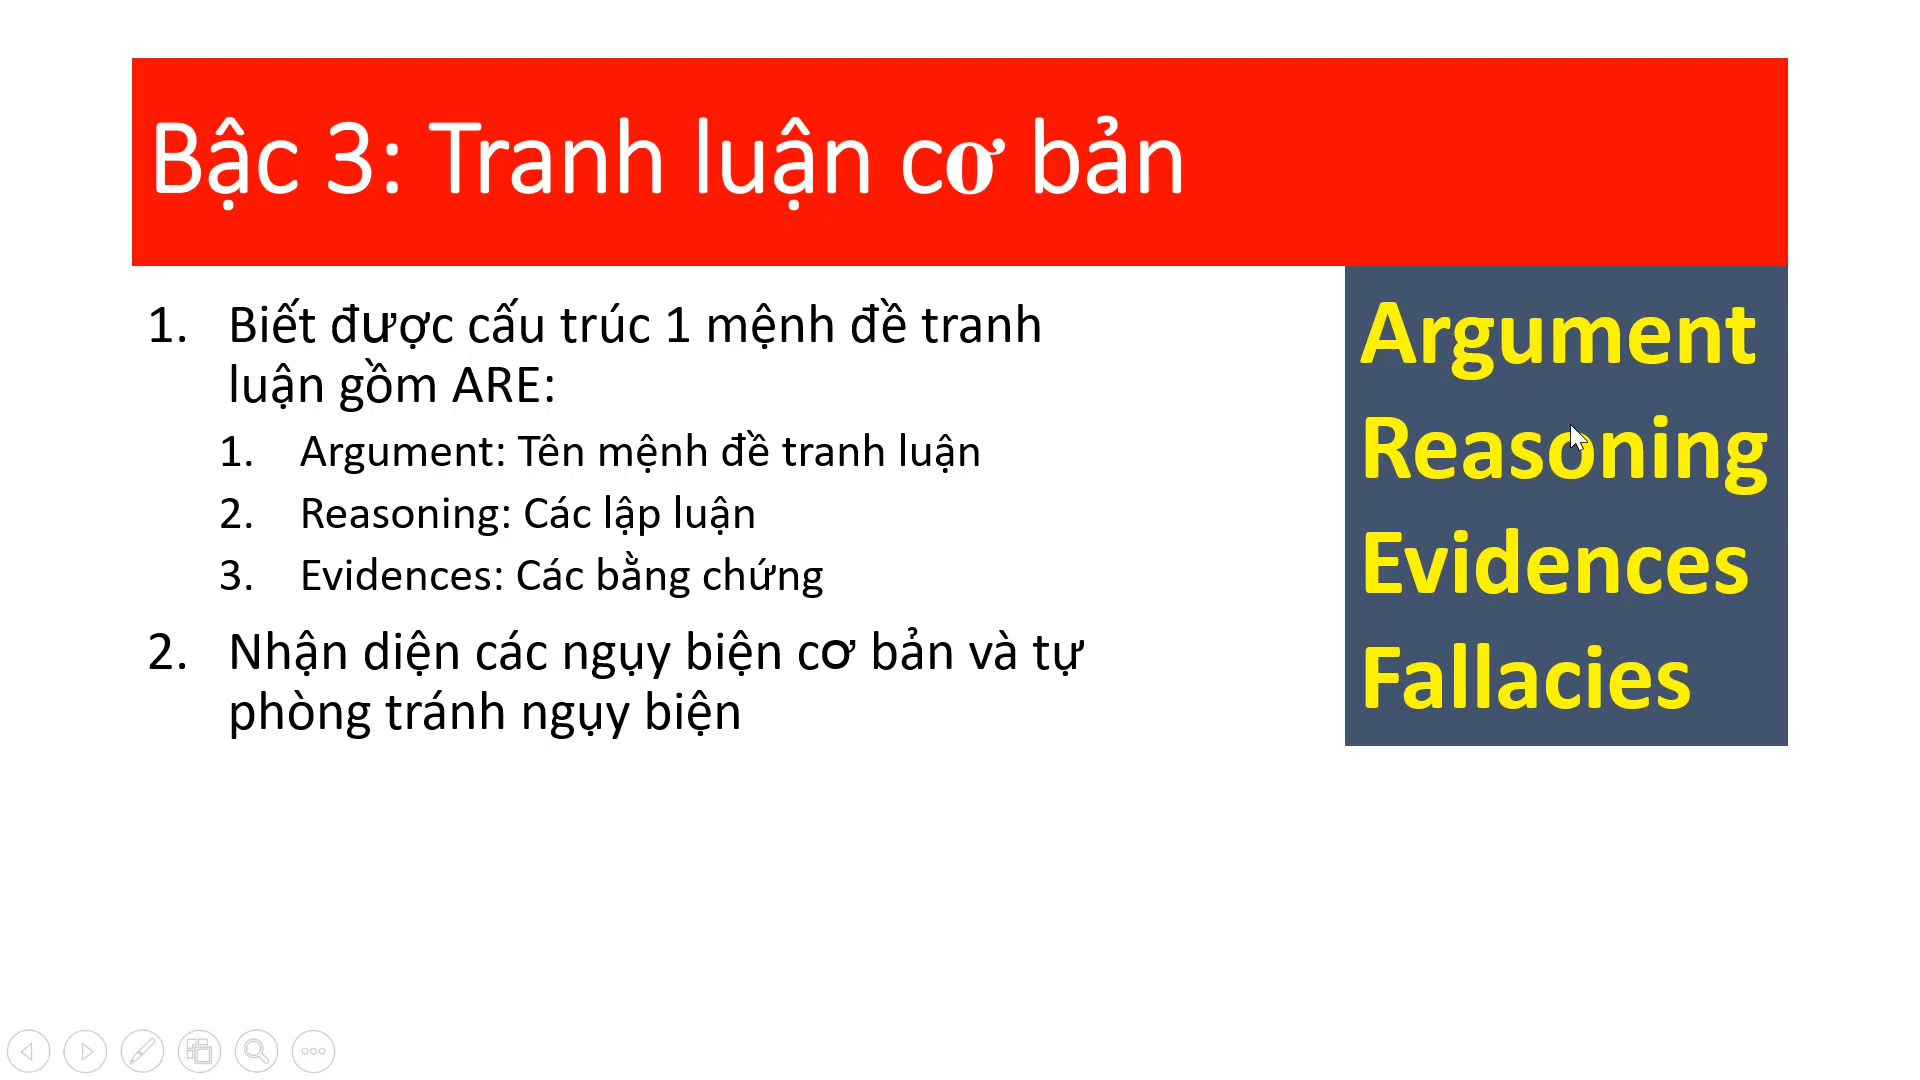 Bậc 3: Tranh luận cơ bản
1. Biết được cấu trúc 1 mệnh đề tranh
luận gồm ARE:
1. Argument: Tên mệnh đề tranh luận
2. Reasoning: Các lập luận
3. Evidences: Các bằng chứng
2. Nhận diện các ngụy biện cơ bản và tự
phòng tránh ngụy biện
Argument
Reasoning
Evidences
Fallacies